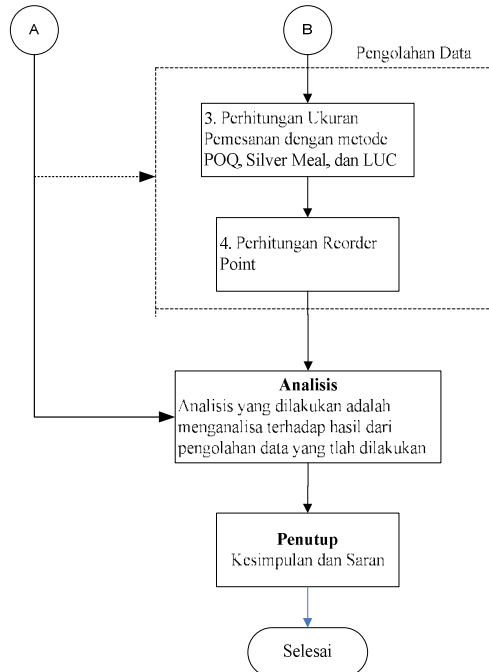 A
B
Pengolahan Data
3. Perhitungan Ukuran
Pemesanan dengan metode
POQ, Silver Meal, dan LUC
4. Perhitungan Reorder
Point
Analisis
Analisis yang dilakukan adalah
menganalisa terhadap hasil dari
pengolahan data yang tlah dilakukan
Penutup
Kesimpulan dan Saran
Selesai